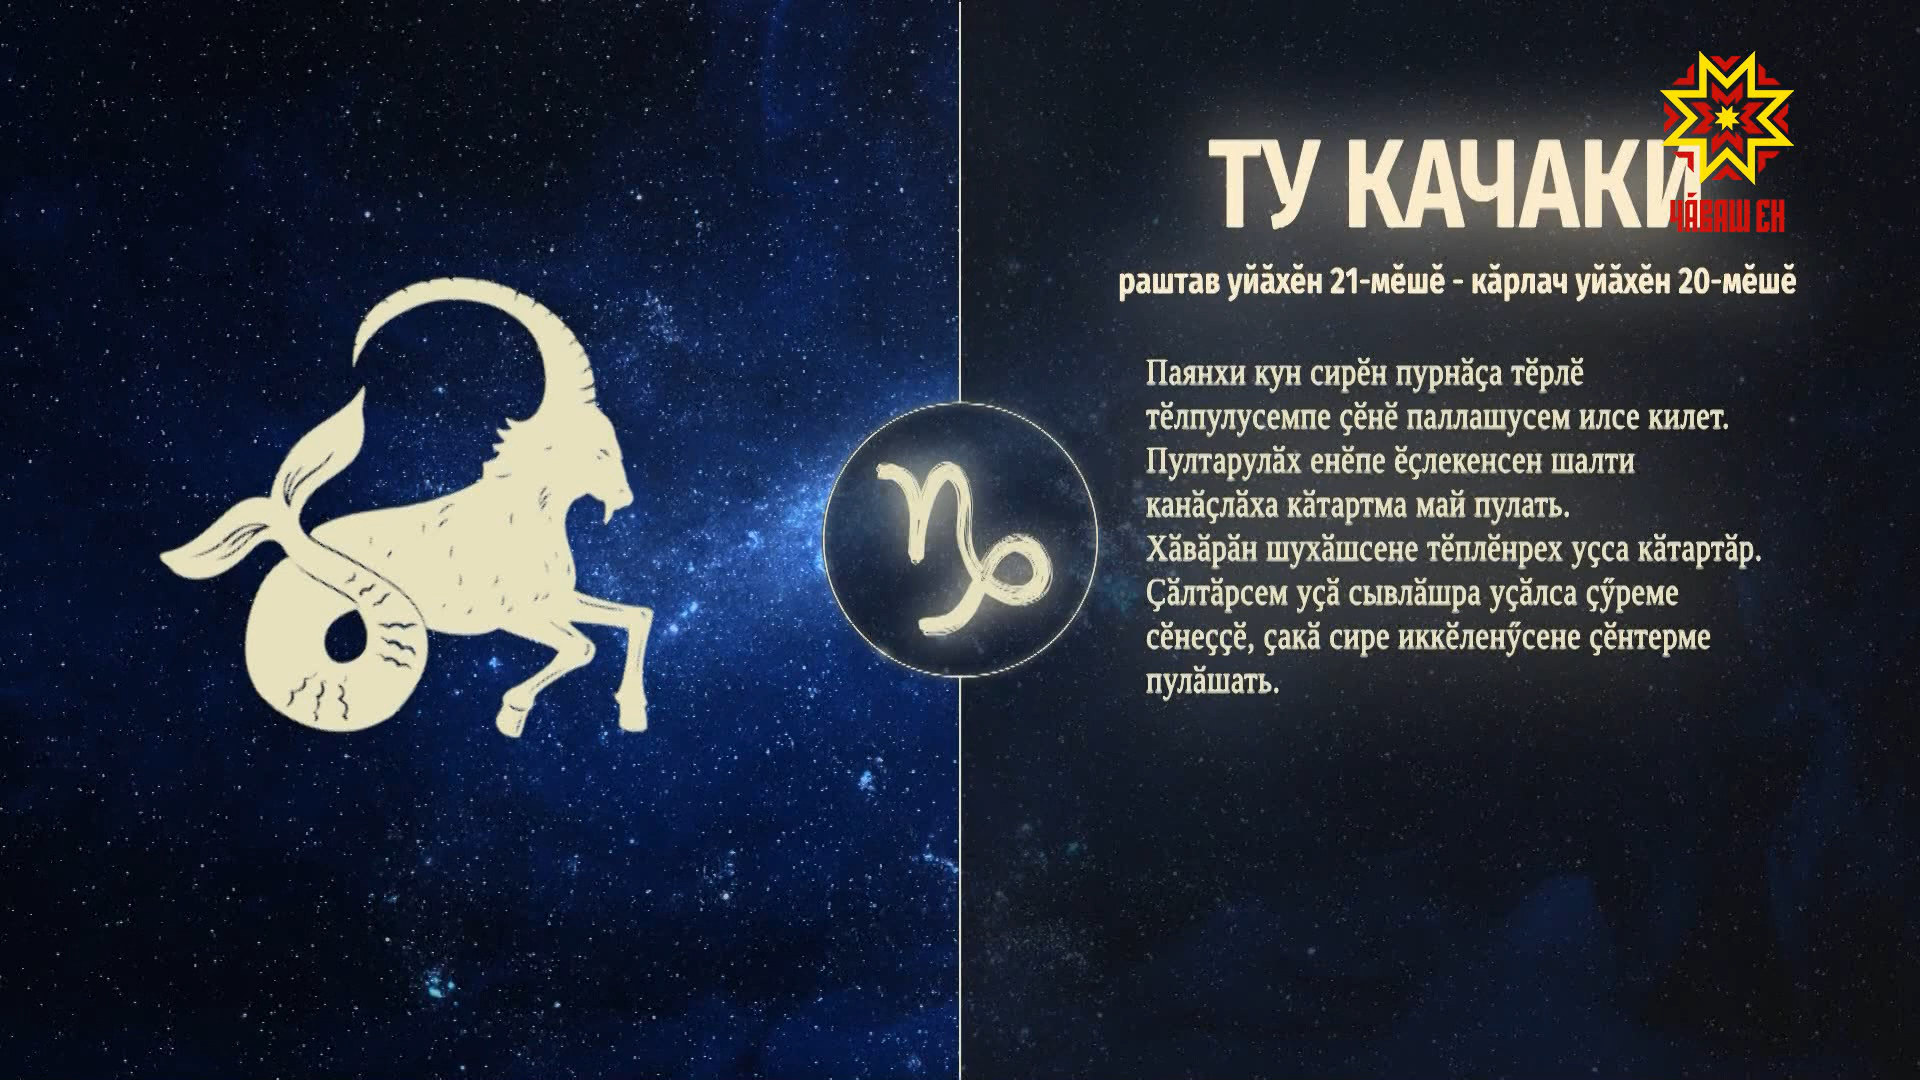 ТУ КАЧАКИ
ЧӐВАШ ЕН
раштав уйӑхӗн 21-мӗшӗ - кӑрлач уйӑхӗн 20-мӗшӗ
Паянхи кун сирӗн пурнӑҫа тӗрлӗ
тӗлпулусемпе ҫӗнӗ паллашусем илсе килет.
Пултарулӑх енӗпе ӗҫлекенсен шалти
канӑҫлӑха кӑтартма май пулать.
Хӑвӑрӑн шухӑшсене тӗплӗнрех уҫса кӑтартӑр.
Ҫӑлтӑрсем уҫӑ сывлӑшра уҫӑлса ҫӳреме
сӗнеҫҫӗ, ҫакӑ сире иккӗленӳсене ҫӗнтерме
пулӑшать.